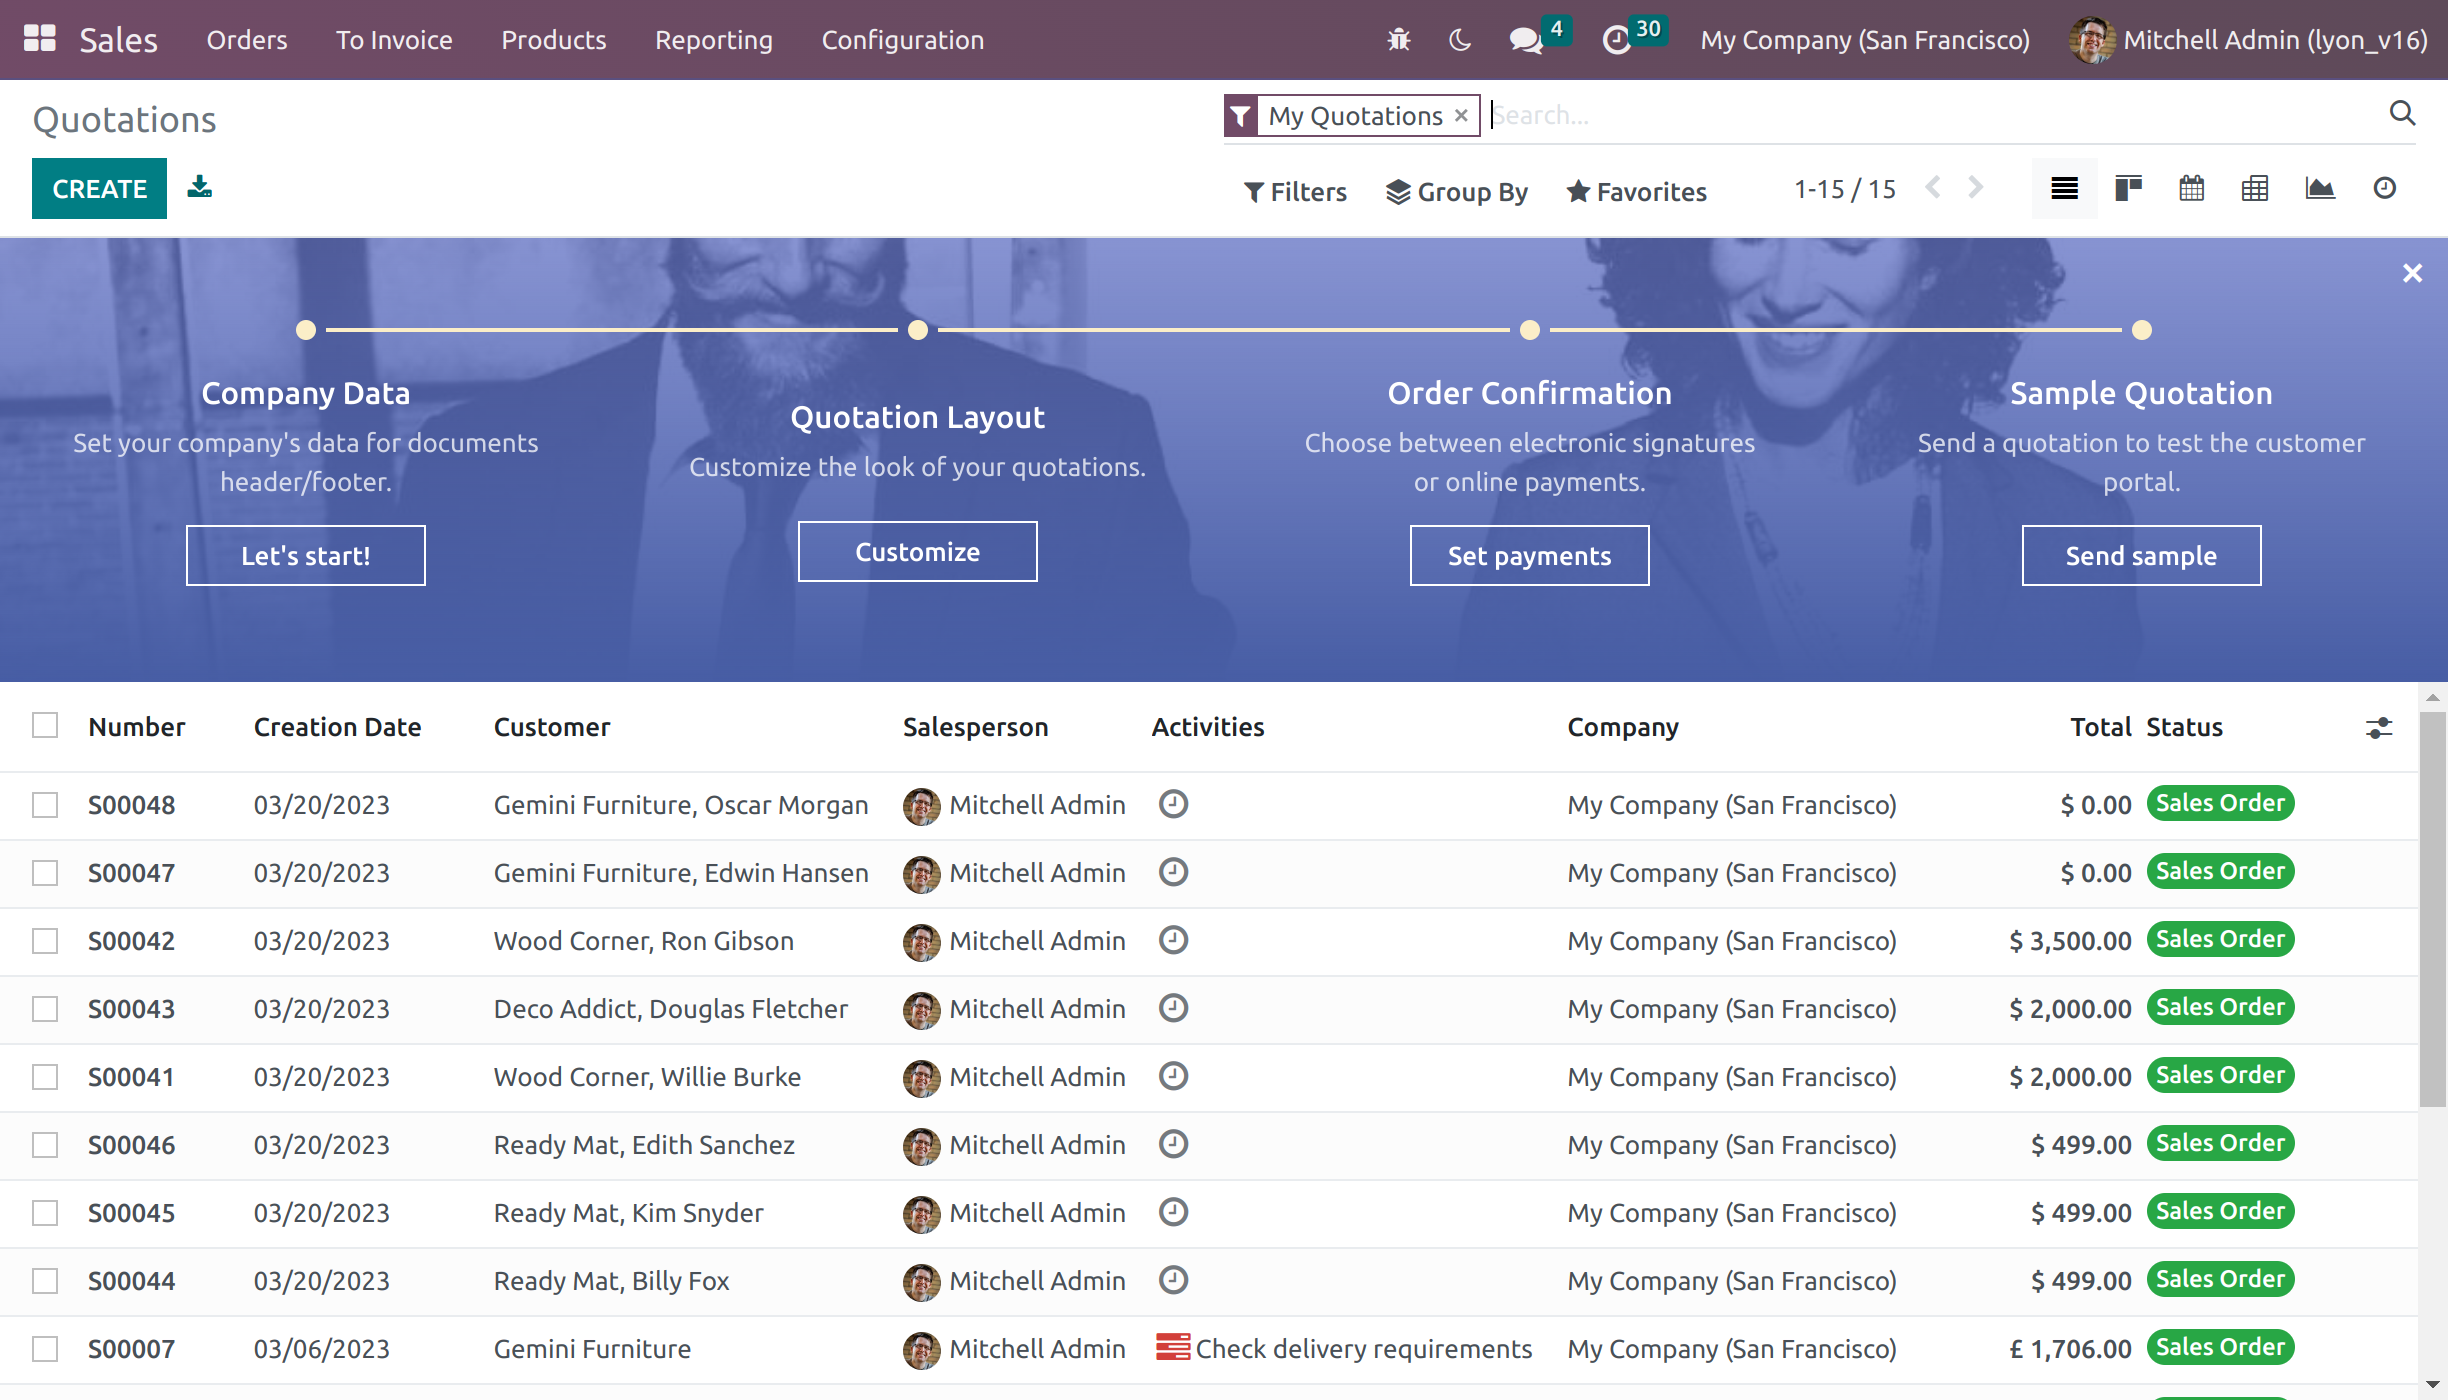 Sales Orders To Invoice Products Reporting Configuration 4 30 My Company (San Francisco) Mitchell Admin (lyon_v16)
Quotations
My Quotations × Search...
CREATE
Filters Group By Favorites 1-15 / 15
Company Data
Set your company's data for documents
header/footer.
Let's start!
Quotation Layout
Customize the look of your quotations.
Customize
Order Confirmation
Choose between electronic signatures
or online payments.
Set payments
Sample Quotation
Send a quotation to test the customer
portal.
Send sample
Number Creation Date Customer Salesperson Activities Company Total Status
S00048 03/20/2023 Gemini Furniture, Oscar Morgan Mitchell Admin My Company (San Francisco) $ 0.00 Sales Order
S00047 03/20/2023 Gemini Furniture, Edwin Hansen Mitchell Admin My Company (San Francisco) $ 0.00 Sales Order
S00042 03/20/2023 Wood Corner, Ron Gibson Mitchell Admin My Company (San Francisco) $ 3,500.00 Sales Order
S00043 03/20/2023 Deco Addict, Douglas Fletcher Mitchell Admin My Company (San Francisco) $ 2,000.00 Sales Order
S00041 03/20/2023 Wood Corner, Willie Burke Mitchell Admin My Company (San Francisco) $ 2,000.00 Sales Order
S00046 03/20/2023 Ready Mat, Edith Sanchez Mitchell Admin My Company (San Francisco) $ 499.00 Sales Order
S00045 03/20/2023 Ready Mat, Kim Snyder Mitchell Admin My Company (San Francisco) $ 499.00 Sales Order
S00044 03/20/2023 Ready Mat, Billy Fox Mitchell Admin My Company (San Francisco) $ 499.00 Sales Order
S00007 03/06/2023 Gemini Furniture Mitchell Admin Check delivery requirements My Company (San Francisco) £ 1,706.00 Sales Order